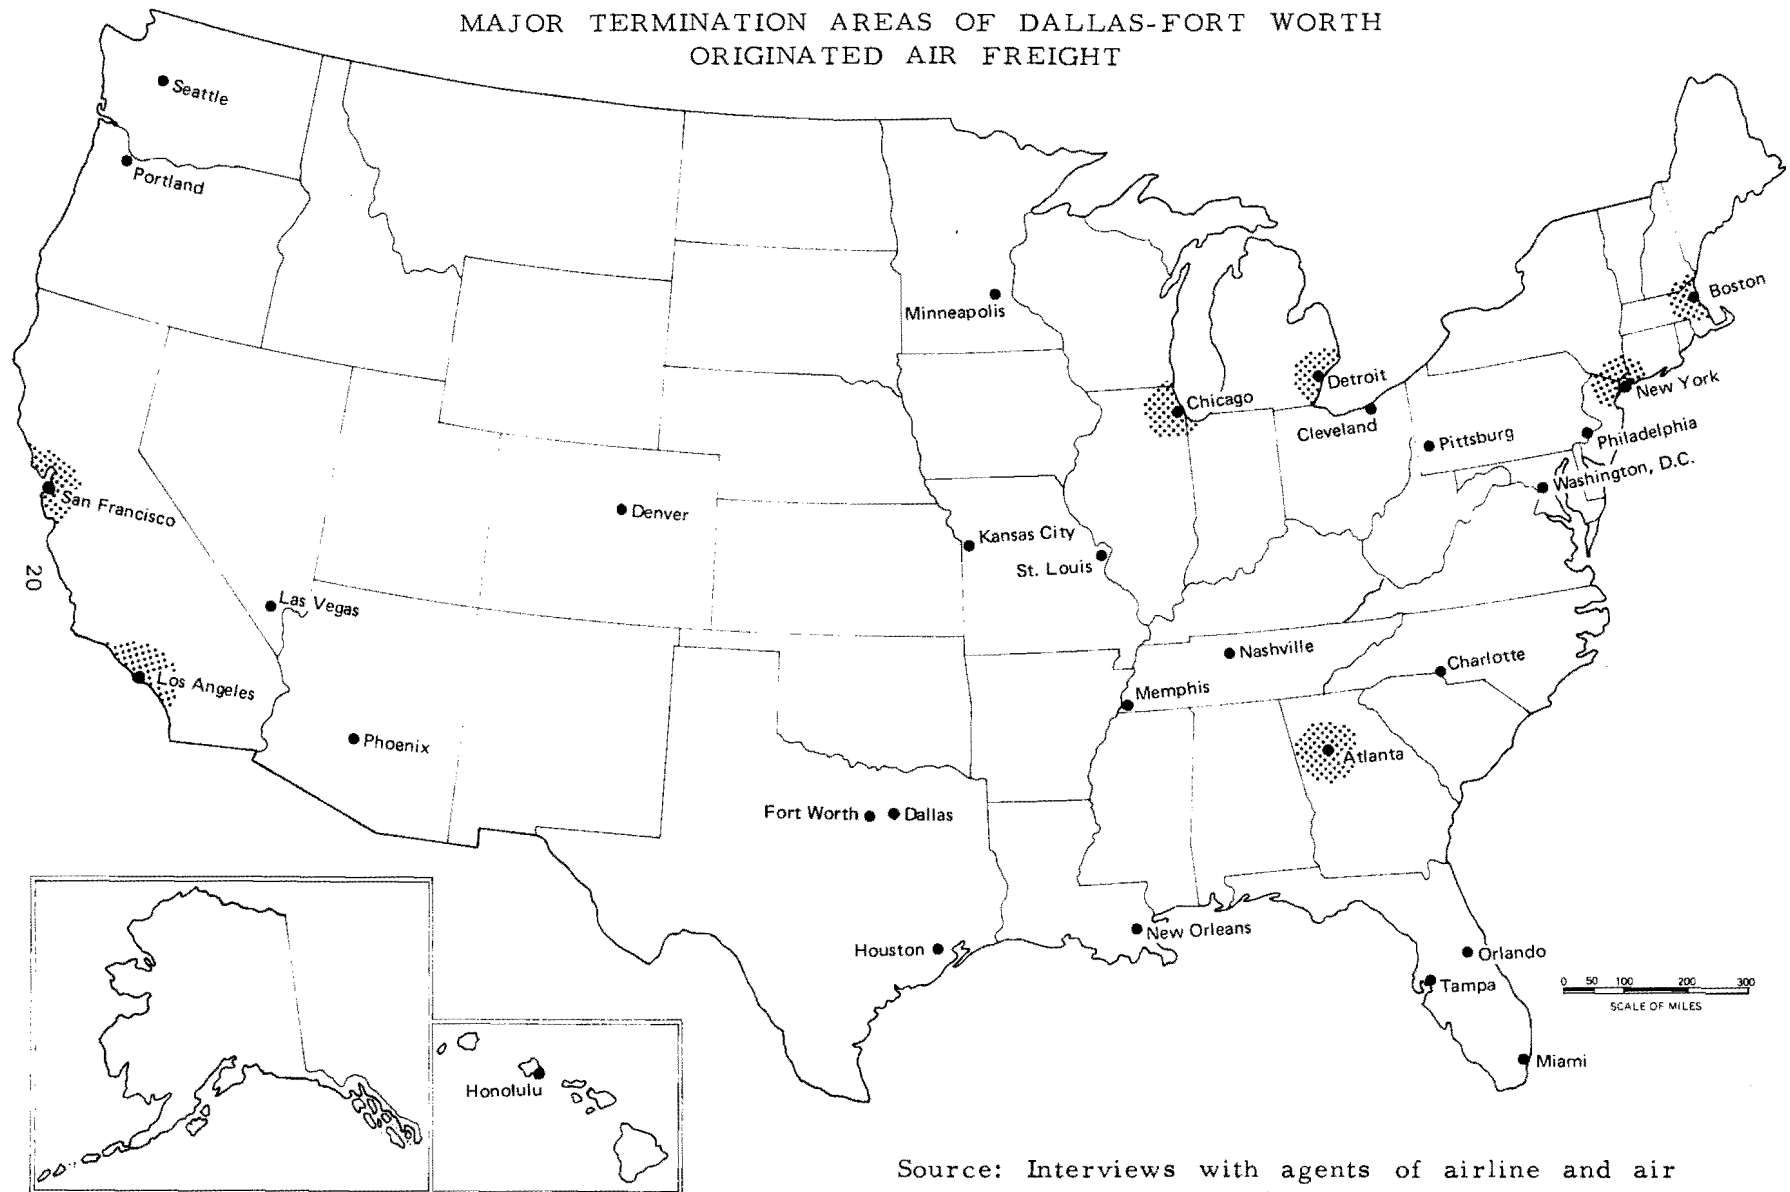 MAJOR TERMINATION AREAS OF DALLAS-FORT WORTH
ORIGINATED AIR FREIGHT
Seattle
Portland
Minneapolis
Boston
Detroit
New York
Chicago
Cleveland
Pittsburg
Philadelphia
Washington, D.C.
San Francisco
Denver
Kansas City
St. Louis
20
Las Vegas
Nashville
Charlotte
Los Angeles
Memphis
Phoenix
Atlanta
Fort Worth
Dallas
New Orleans
Houston
Orlando
Tampa
0 50 100 200 300
SCALE OF MILES
Miami
Honolulu
Source: Interviews with agents of airline and air